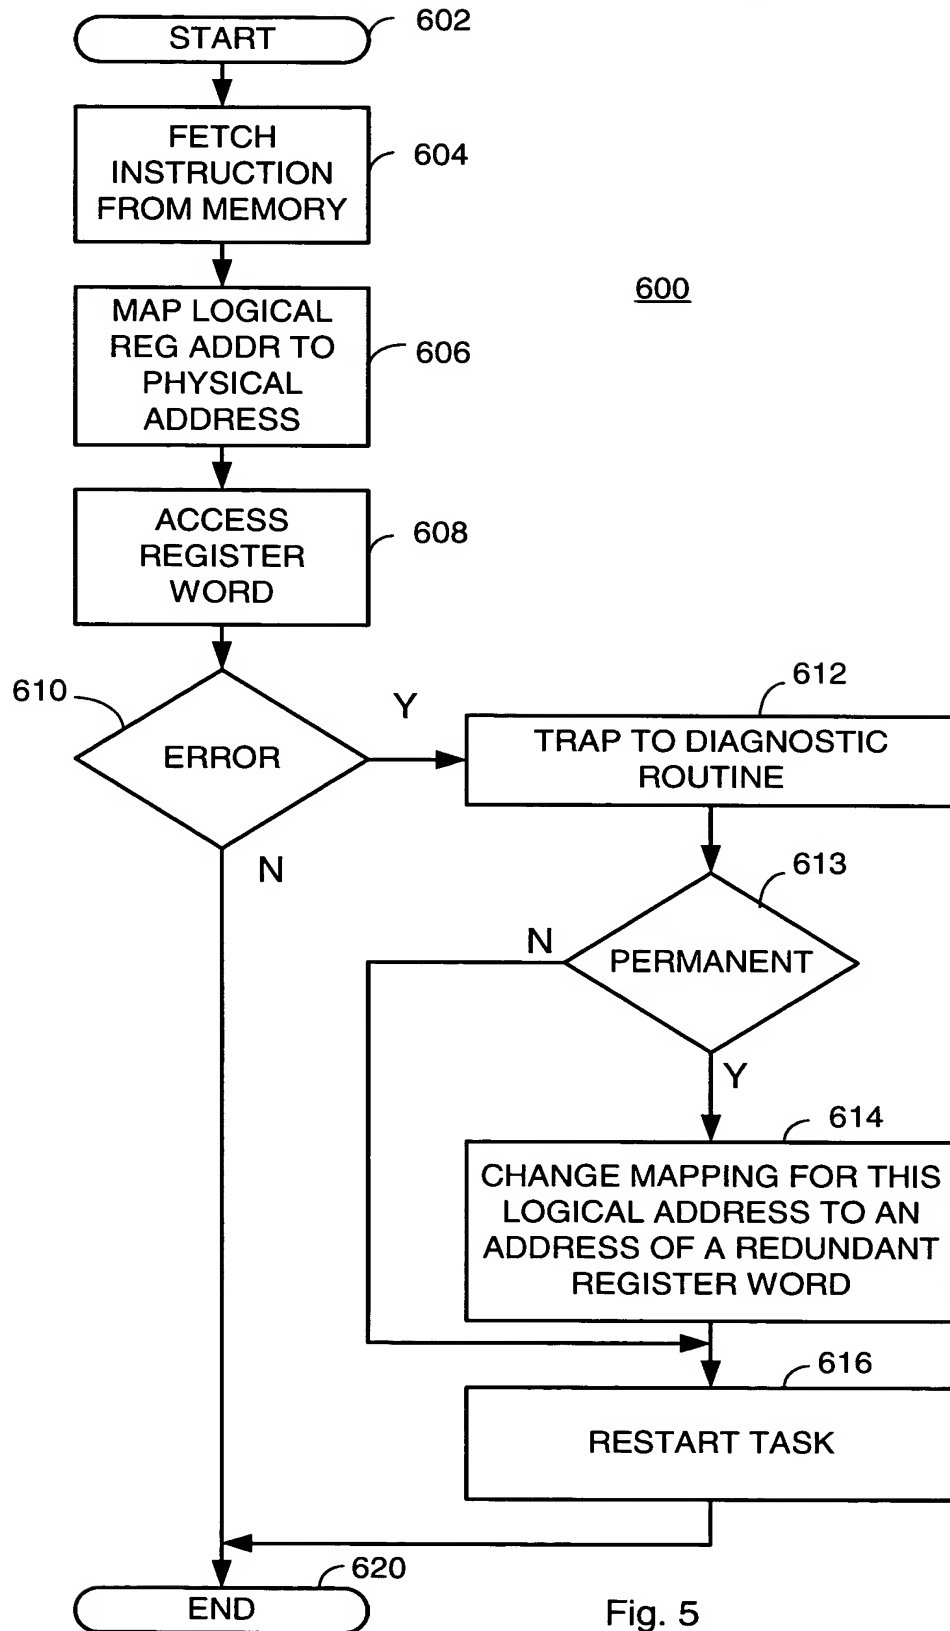 START
602
FETCH
INSTRUCTION
FROM MEMORY
604
600
MAP LOGICAL
REG ADDR TO
PHYSICAL
ADDRESS
606
ACCESS
REGISTER
WORD
608
610
ERROR
Y
N
612
TRAP TO DIAGNOSTIC
ROUTINE
613
PERMANENT
N
Y
614
CHANGE MAPPING FOR THIS
LOGICAL ADDRESS TO AN
ADDRESS OF A REDUNDANT
REGISTER WORD
616
RESTART TASK
620
END
Fig. 5